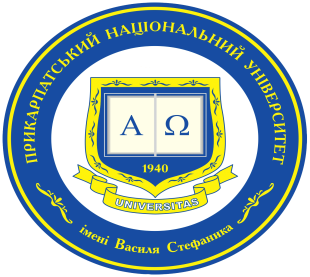 ПРИКАРПАТСЬКИЙ НАЦІОНАЛЬНИЙ УНІВЕРСИТЕТ
Α Ω
1940
UNIVERSITAS
імені Василя Стефаника